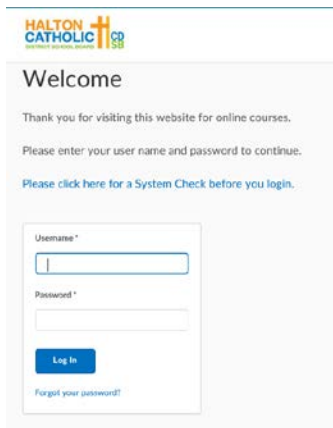 HALTON
CATHOLIC CD
DISTRICT SCHOOL BOARD SB
Welcome
Thank you for visiting this website for online courses.
Please enter your user name and password to continue.
Please click here for a System Check before you login.
Username *
Password *
Log In
Forgot your password?